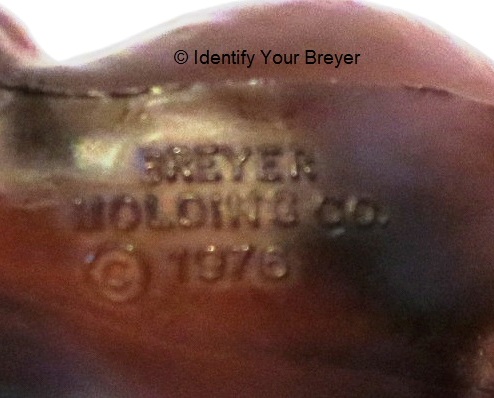 © Identify Your Breyer
BREYER
MOLDING CO.
© 1976